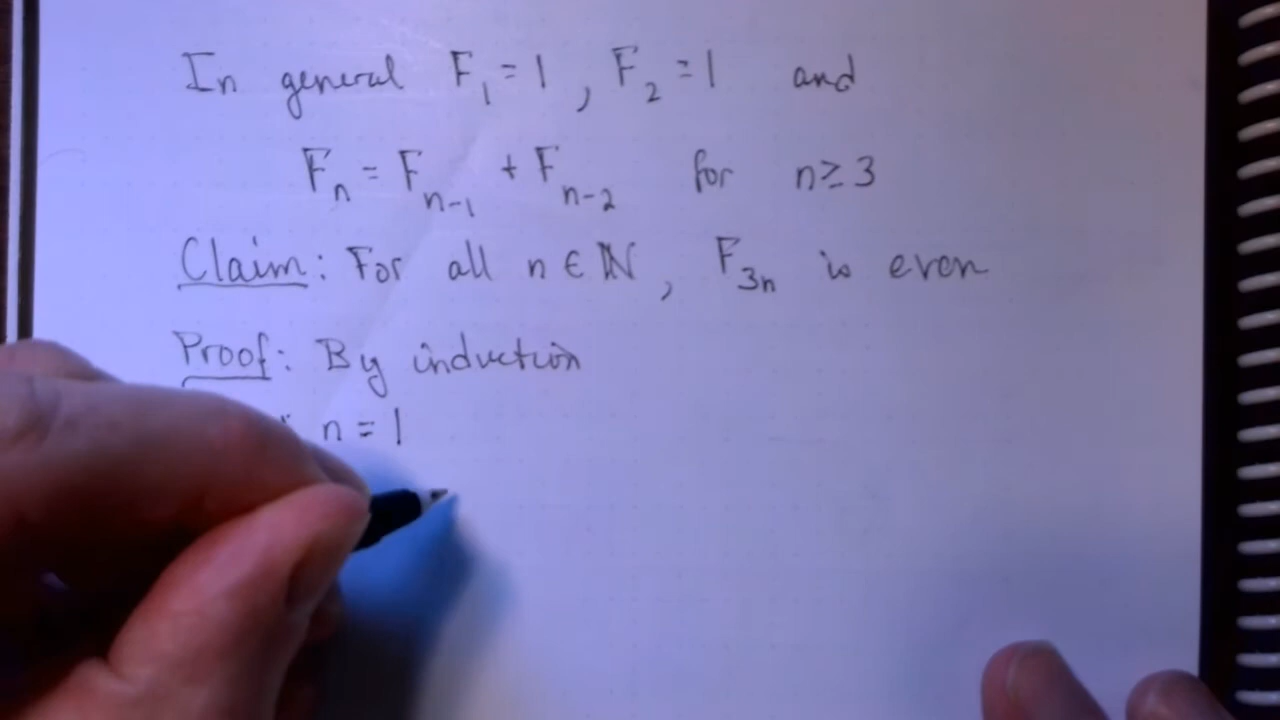 In general F₁ = 1, F₂ = 1 and
Fₙ = Fₙ₋₁ + Fₙ₋₂ for n ≥ 3
Claim: For all n ∈ ℕ, F₃ₙ is even
Proof: By induction
n = 1